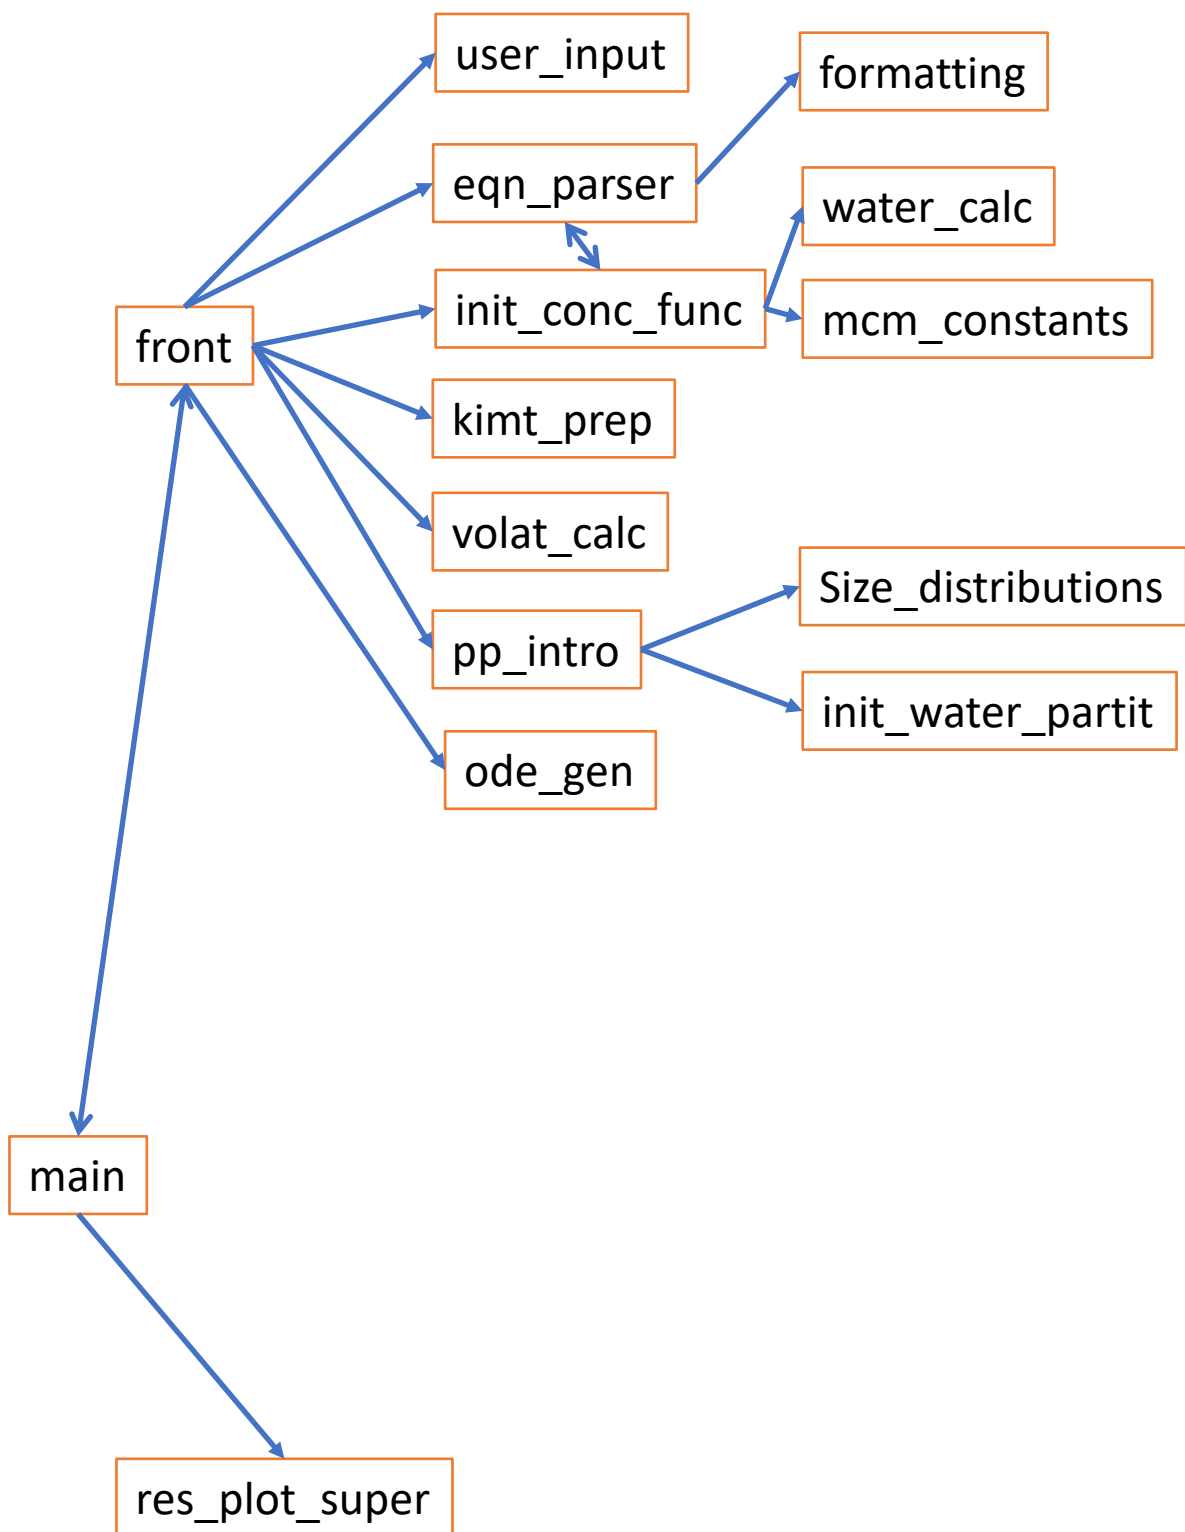 user_input
formatting
eqn_parser
water_calc
init_conc_func
mcm_constants
front
kimt_prep
volat_calc
Size_distributions
pp_intro
init_water_partit
ode_gen
main
res_plot_super